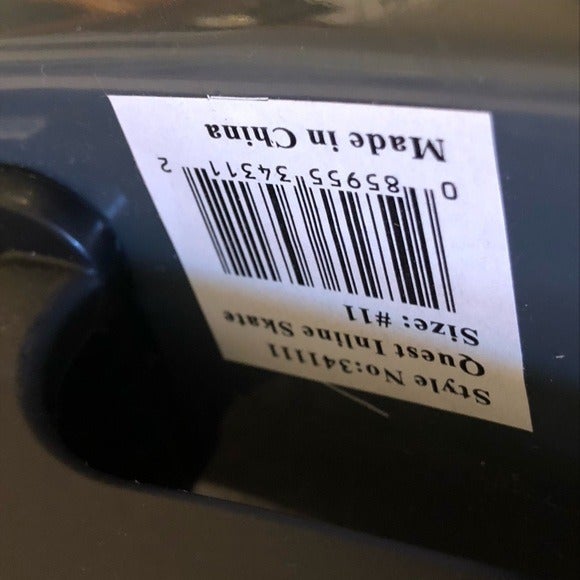 Style No:341111
Quest Inline Skate
Size: #11
0 85955 34311 2
Made in China